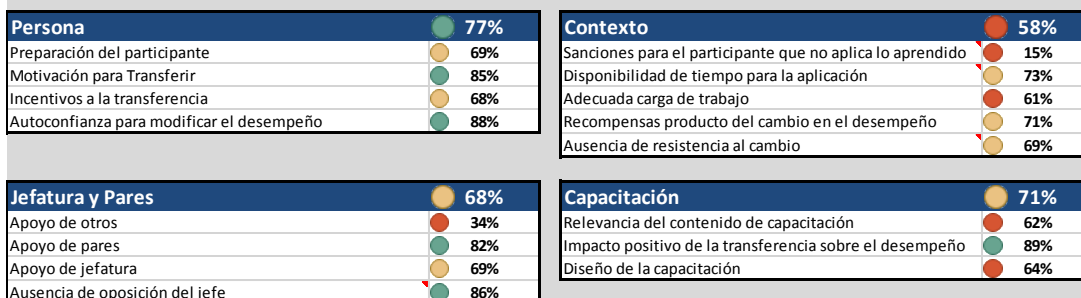 Persona 77%
Preparación del participante 69%
Motivación para Transferir 85%
Incentivos a la transferencia 68%
Autoconfianza para modificar el desempeño 88%
Contexto 58%
Sanciones para el participante que no aplica lo aprendido 15%
Disponibilidad de tiempo para la aplicación 73%
Adecuada carga de trabajo 61%
Recompensas producto del cambio en el desempeño 71%
Ausencia de resistencia al cambio 69%
Jefatura y Pares 68%
Apoyo de otros 34%
Apoyo de pares 82%
Apoyo de jefatura 69%
Ausencia de oposición del jefe 86%
Capacitación 71%
Relevancia del contenido de capacitación 62%
Impacto positivo de la transferencia sobre el desempeño 89%
Diseño de la capacitación 64%